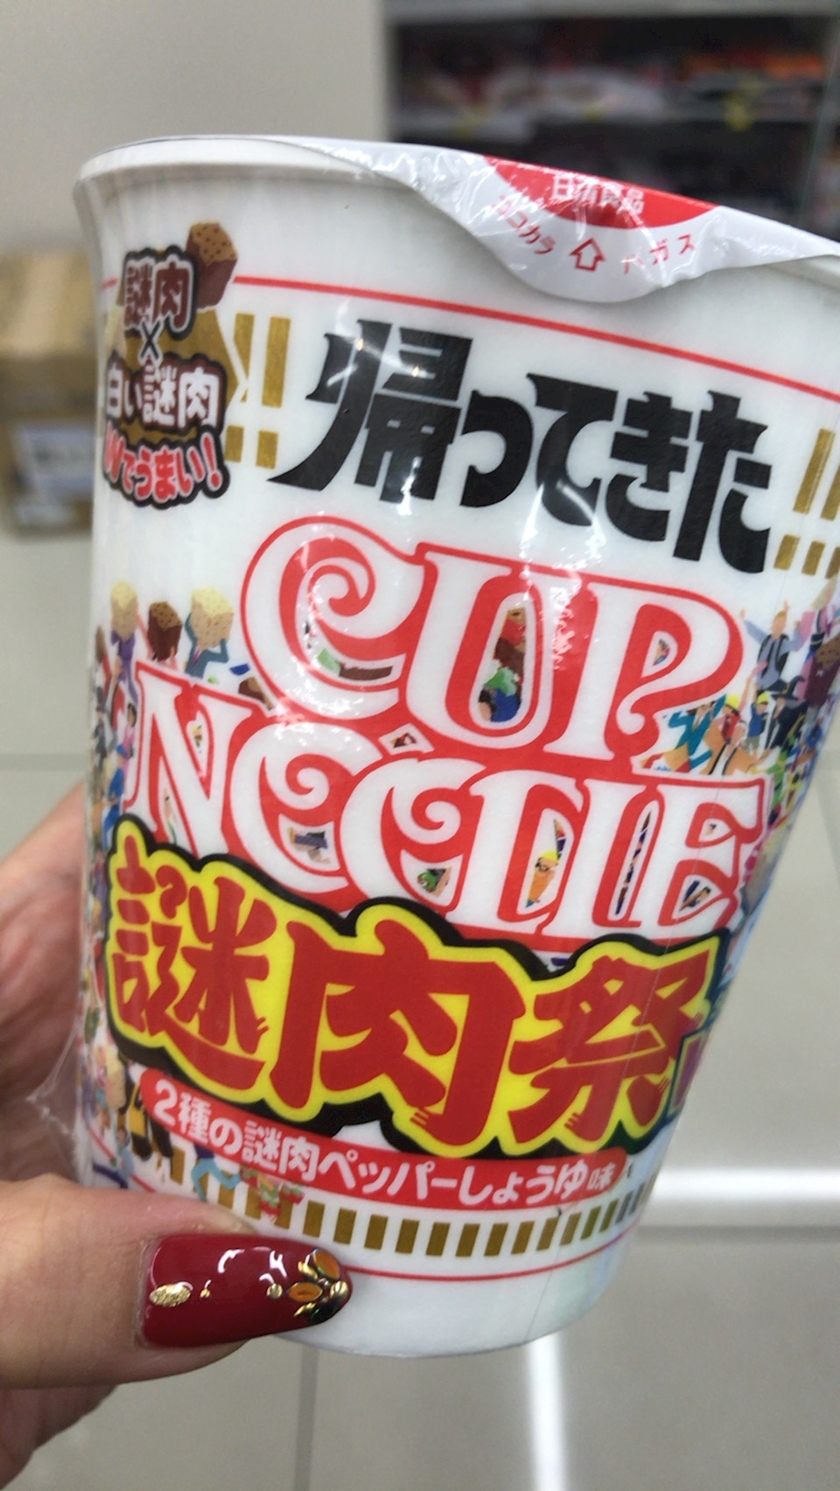 日清食品
ココカラ⇧ハガス
謎肉
×
白い謎肉
Wでうまい!
!!帰ってきた!!
CUP
NOODLE
謎肉祭
2種の謎肉ペッパーしょうゆ味